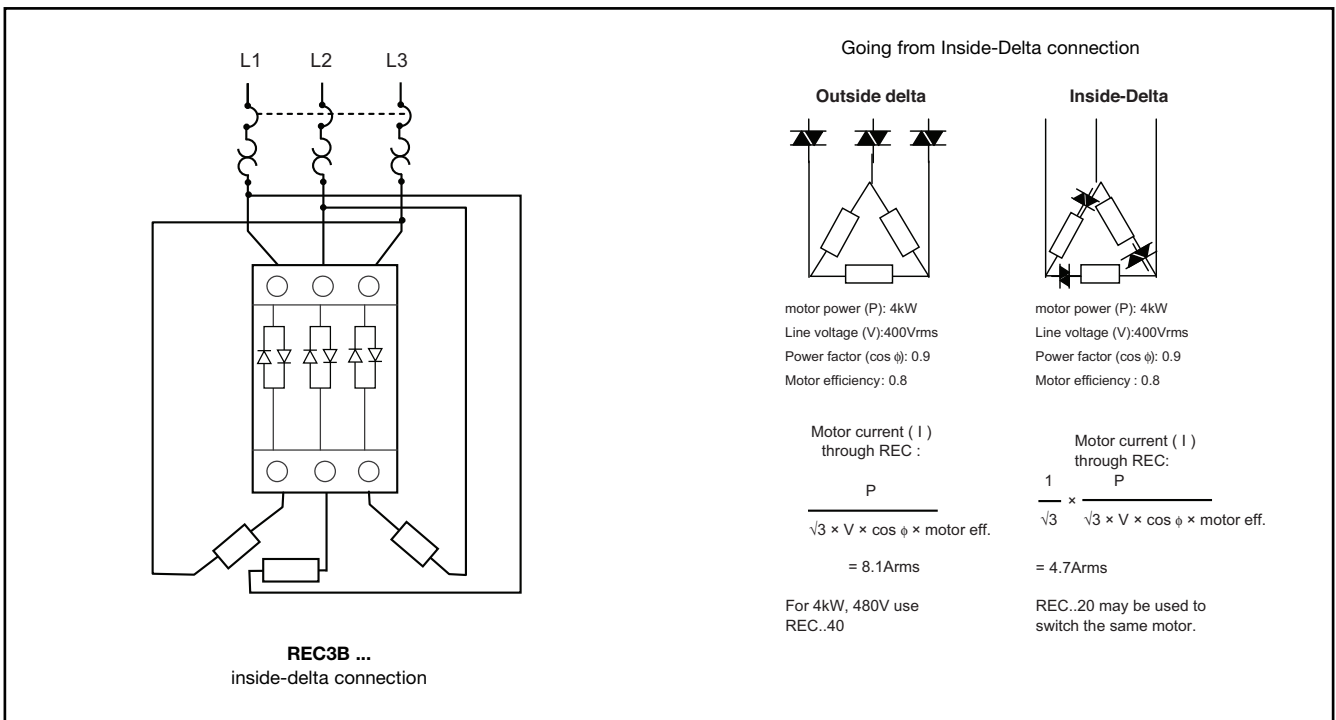 L1 L2 L3
REC3B ...
inside-delta connection
Going from Inside-Delta connection
Outside delta
motor power (P): 4kW
Line voltage (V):400Vrms
Power factor (cos ϕ): 0.9
Motor efficiency: 0.8
Motor current ( I )
through REC :
P
√3 × V × cos ϕ × motor eff.
= 8.1Arms
For 4kW, 480V use
REC..40
Inside-Delta
motor power (P): 4kW
Line voltage (V):400Vrms
Power factor (cos ϕ): 0.9
Motor efficiency : 0.8
Motor current ( I )
through REC:
1 P
×
√3 √3 × V × cos ϕ × motor eff.
= 4.7Arms
REC..20 may be used to
switch the same motor.